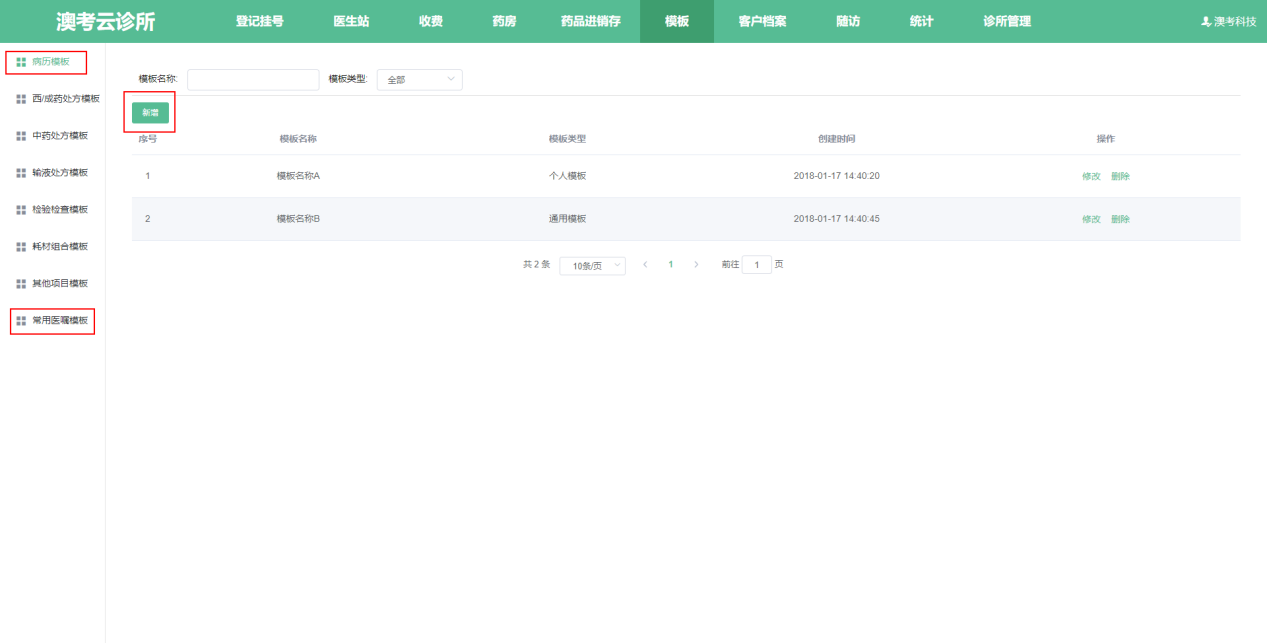 澳考云诊所 登记挂号 医生站 收费 药房 药品进销存 模板 客户档案 随访 统计 诊所管理 澳考科技
病历模板
西/成药处方模板
中药处方模板
输液处方模板
检验检查模板
耗材组合模板
其他项目模板
常用医嘱模板
模板名称: 模板类型: 全部
新增
序号 模板名称 模板类型 创建时间 操作
1 模板名称A 个人模板 2018-01-17 14:40:20 修改 删除
2 模板名称B 通用模板 2018-01-17 14:40:45 修改 删除
共 2 条 10条/页 < 1 > 前往 1 页